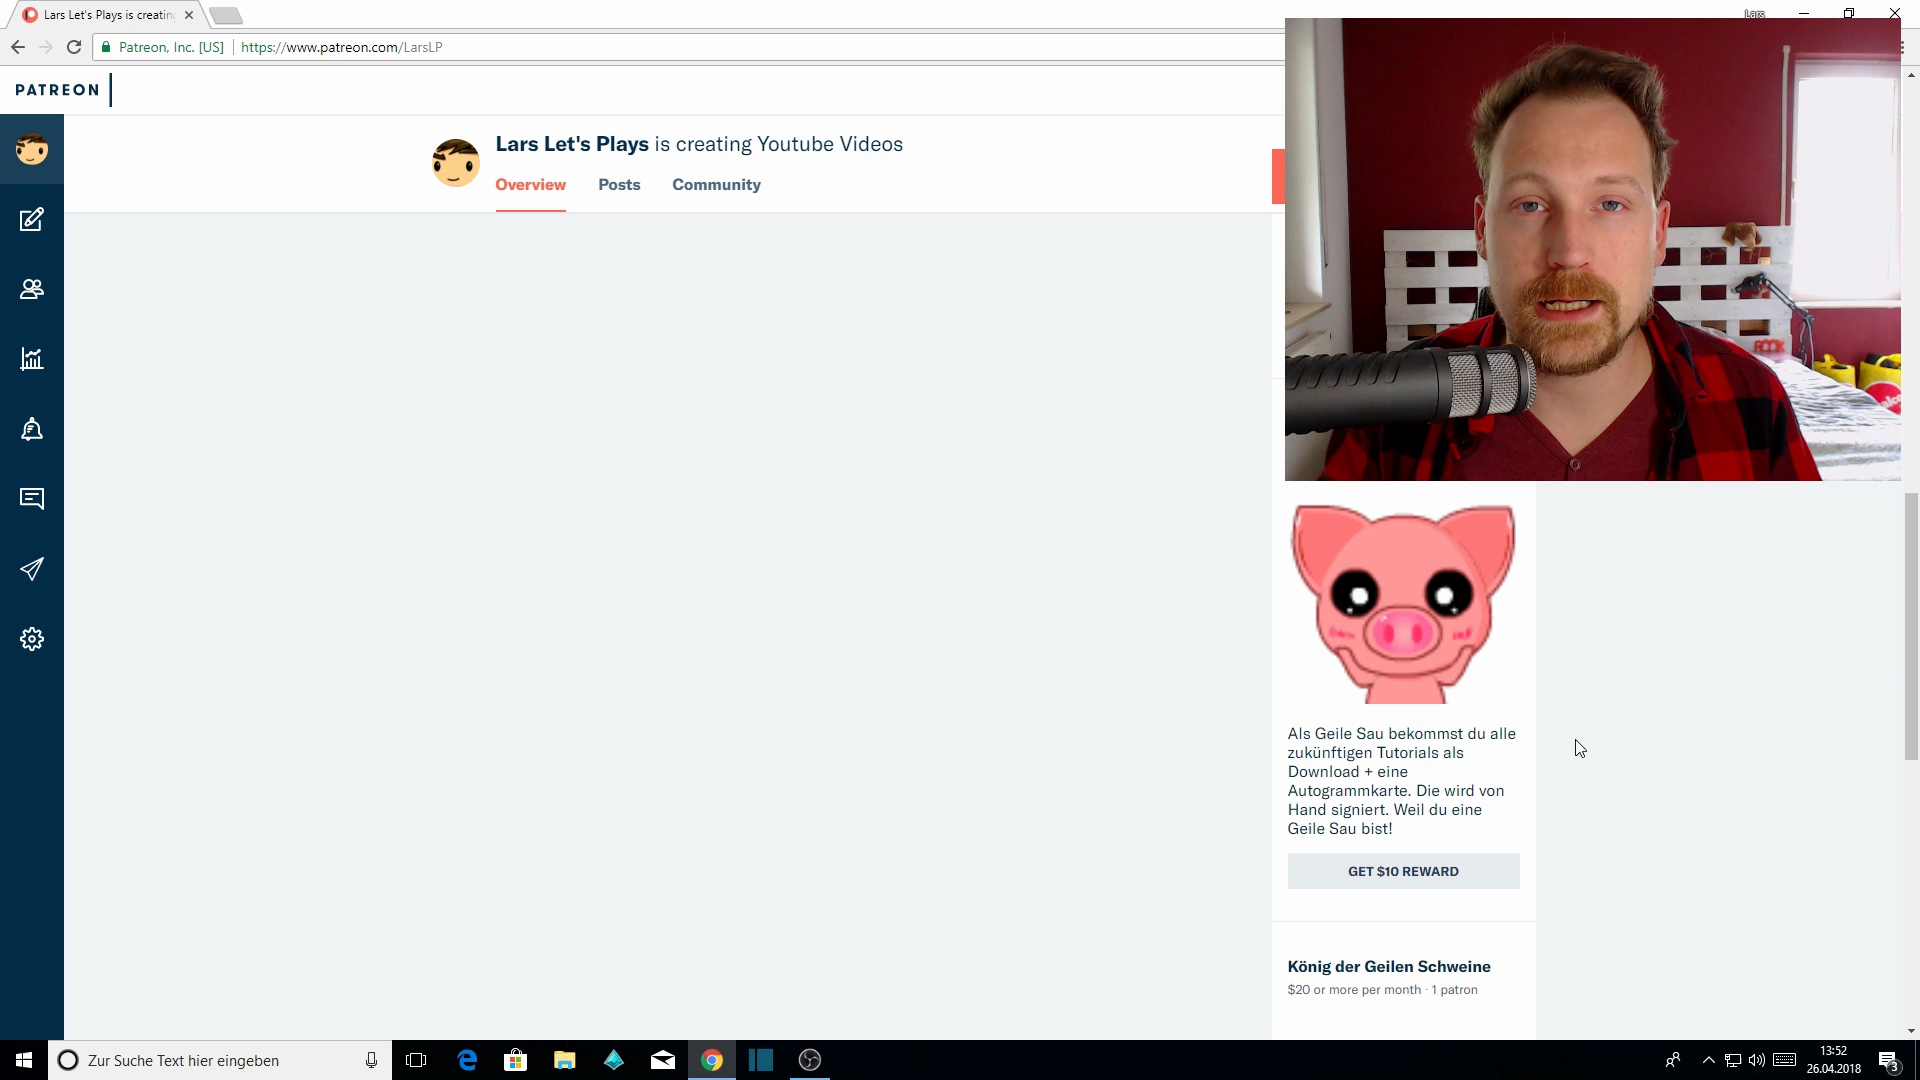 Lars Let's Plays is creatin
Lars
Patreon, Inc. [US]
https://www.patreon.com/LarsLP
PATREON
Lars Let's Plays is creating Youtube Videos
Overview
Posts
Community
Als Geile Sau bekommst du alle
zukünftigen Tutorials als
Download + eine
Autogrammkarte. Die wird von
Hand signiert. Weil du eine
Geile Sau bist!
GET $10 REWARD
König der Geilen Schweine
$20 or more per month · 1 patron
Zur Suche Text hier eingeben
13:52
26.04.2018
3